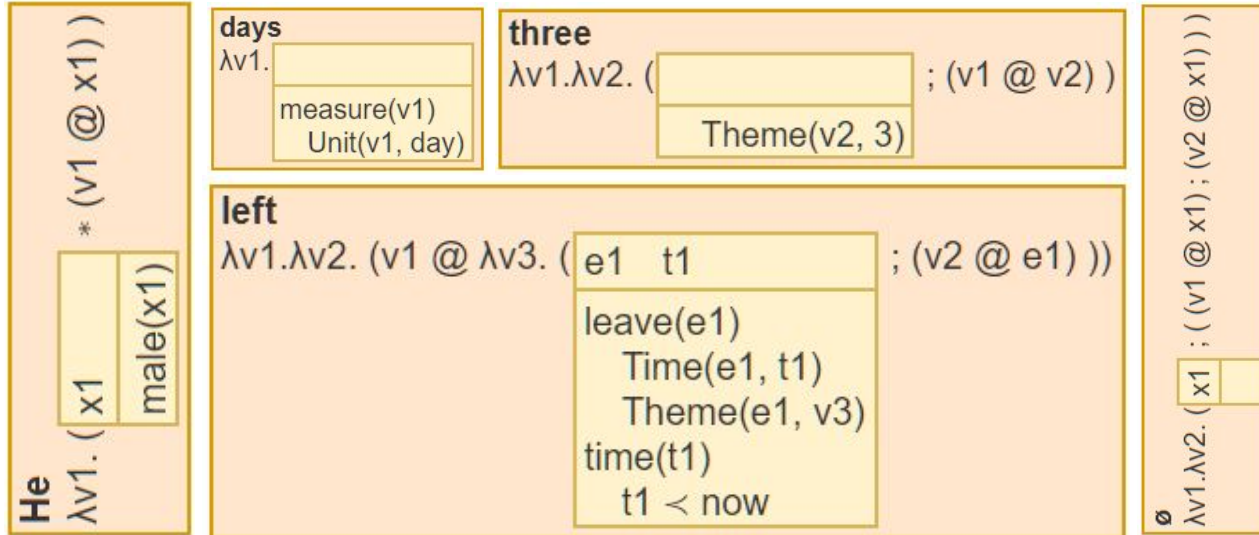 He
λv1. ( x1 * (v1 @ x1) )
male(x1)
days
λv1.
measure(v1)
Unit(v1, day)
three
λv1.λv2. ( ; (v1 @ v2) )
Theme(v2, 3)
left
λv1.λv2. (v1 @ λv3. ( e1 t1 ; (v2 @ e1) ))
leave(e1)
Time(e1, t1)
Theme(e1, v3)
time(t1)
t1 ≺ now
ø
λv1.λv2. ( x1 ; ( (v1 @ x1) ; (v2 @ x1) ) )